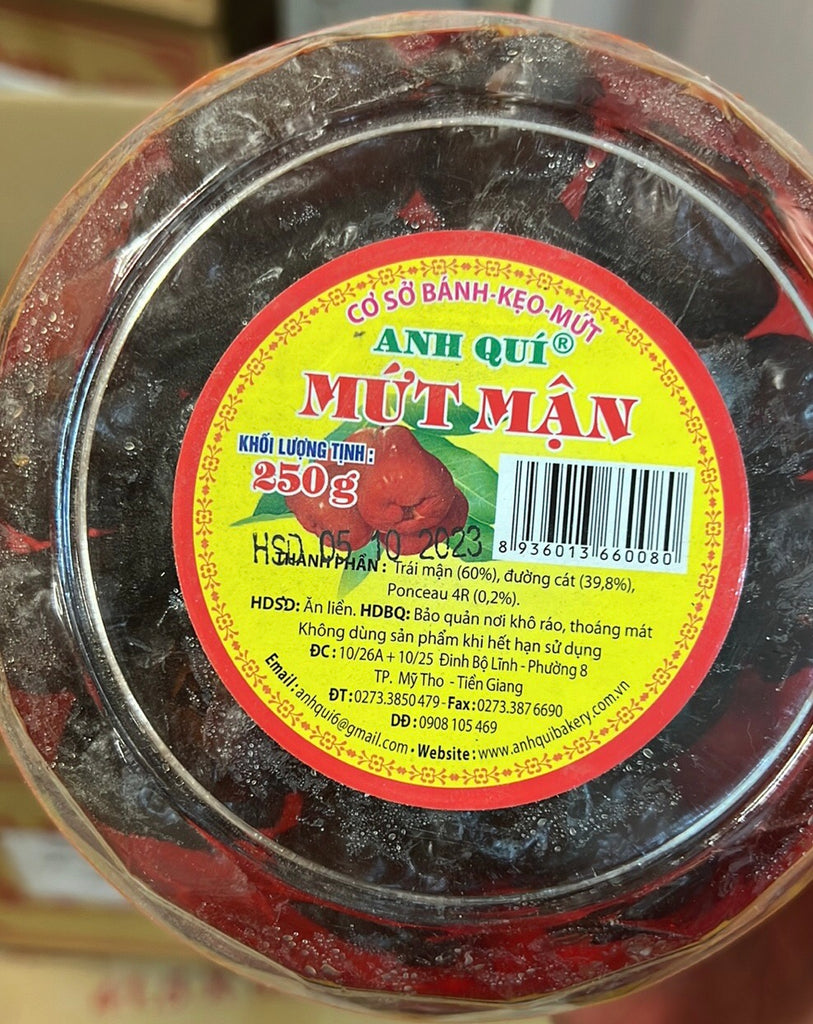 CƠ SỞ BÁNH-KẸO-MỨT
ANH QUÍ®
MỨT MẬN
KHỐI LƯỢNG TỊNH:
250g
8 936013 660080
HSD 05 10 2023
THÀNH PHẦN: Trái mận (60%), đường cát (39,8%),
Ponceau 4R (0,2%).
HDSD: Ăn liền. HDBQ: Bảo quản nơi khô ráo, thoáng mát
Không dùng sản phẩm khi hết hạn sử dụng
ĐC: 10/26A + 10/25 Đinh Bộ Lĩnh - Phường 8
TP. Mỹ Tho - Tiền Giang
ĐT: 0273.3850 479 - Fax: 0273.387 6690
DĐ: 0908 105 469
Email: anhqui6@gmail.com • Website: www.anhquibakery.com.vn